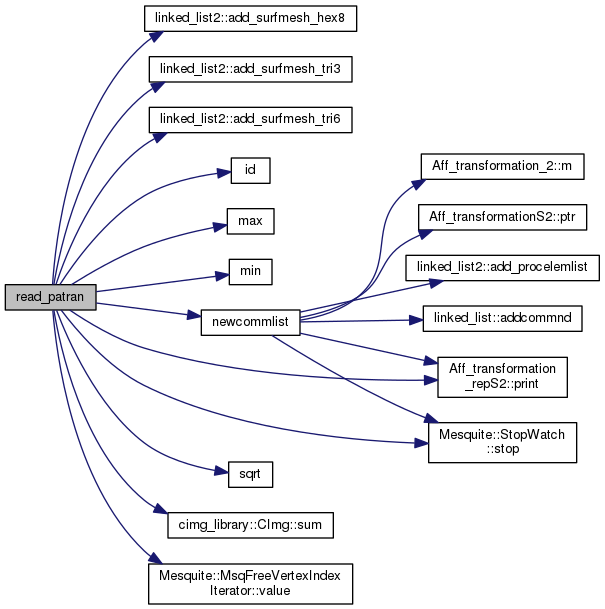 read_patran
linked_list2::add_surfmesh_hex8
linked_list2::add_surfmesh_tri3
linked_list2::add_surfmesh_tri6
id
max
min
newcommlist
sqrt
cimg_library::CImg::sum
Mesquite::MsqFreeVertexIndex
Iterator::value
Aff_transformation_2::m
Aff_transformationS2::ptr
linked_list2::add_procelemlist
linked_list::addcommnd
Aff_transformation
_repS2::print
Mesquite::StopWatch
::stop